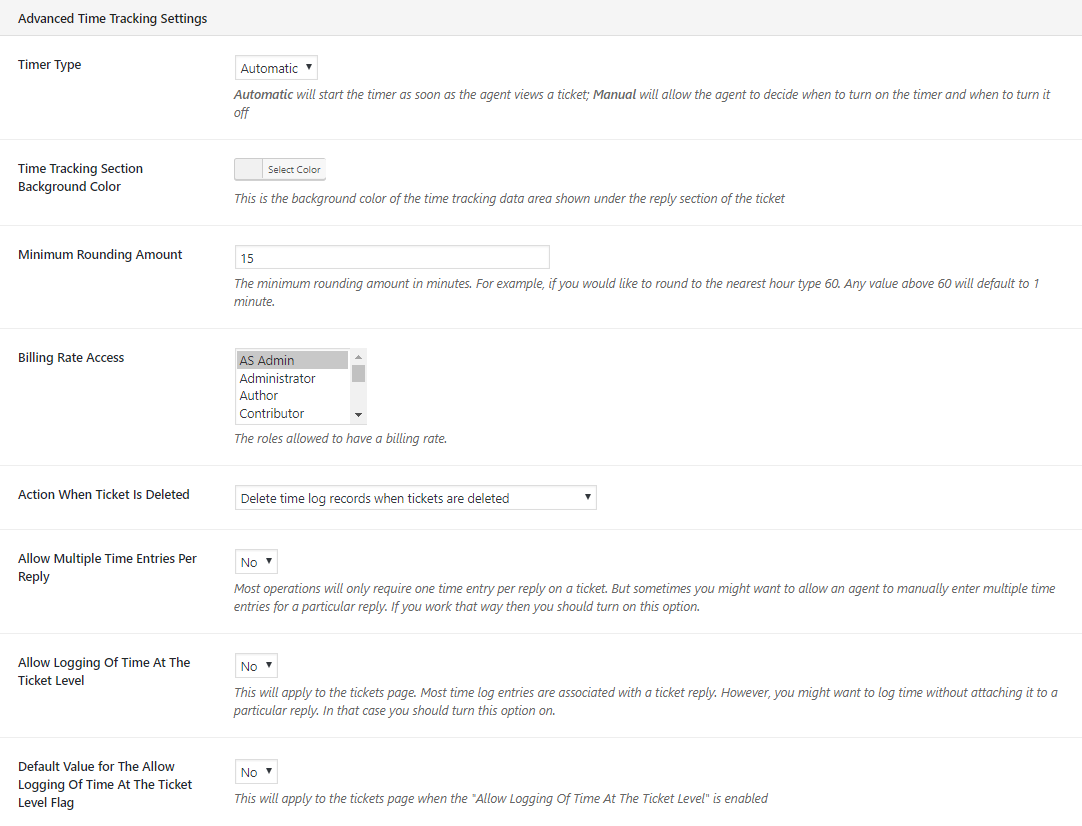 Advanced Time Tracking Settings
Timer Type
Automatic
Automatic will start the timer as soon as the agent views a ticket; Manual will allow the agent to decide when to turn on the timer and when to turn it
off
Time Tracking Section
Background Color
Select Color
This is the background color of the time tracking data area shown under the reply section of the ticket
Minimum Rounding Amount
15
The minimum rounding amount in minutes. For example, if you would like to round to the nearest hour type 60. Any value above 60 will default to 1
minute.
Billing Rate Access
AS Admin
Administrator
Author
Contributor
The roles allowed to have a billing rate.
Action When Ticket Is Deleted
Delete time log records when tickets are deleted
Allow Multiple Time Entries Per
Reply
No
Most operations will only require one time entry per reply on a ticket. But sometimes you might want to allow an agent to manually enter multiple time
entries for a particular reply. If you work that way then you should turn on this option.
Allow Logging Of Time At The
Ticket Level
No
This will apply to the tickets page. Most time log entries are associated with a ticket reply. However, you might want to log time without attaching it to a
particular reply. In that case you should turn this option on.
Default Value for The Allow
Logging Of Time At The Ticket
Level Flag
No
This will apply to the tickets page when the "Allow Logging Of Time At The Ticket Level" is enabled